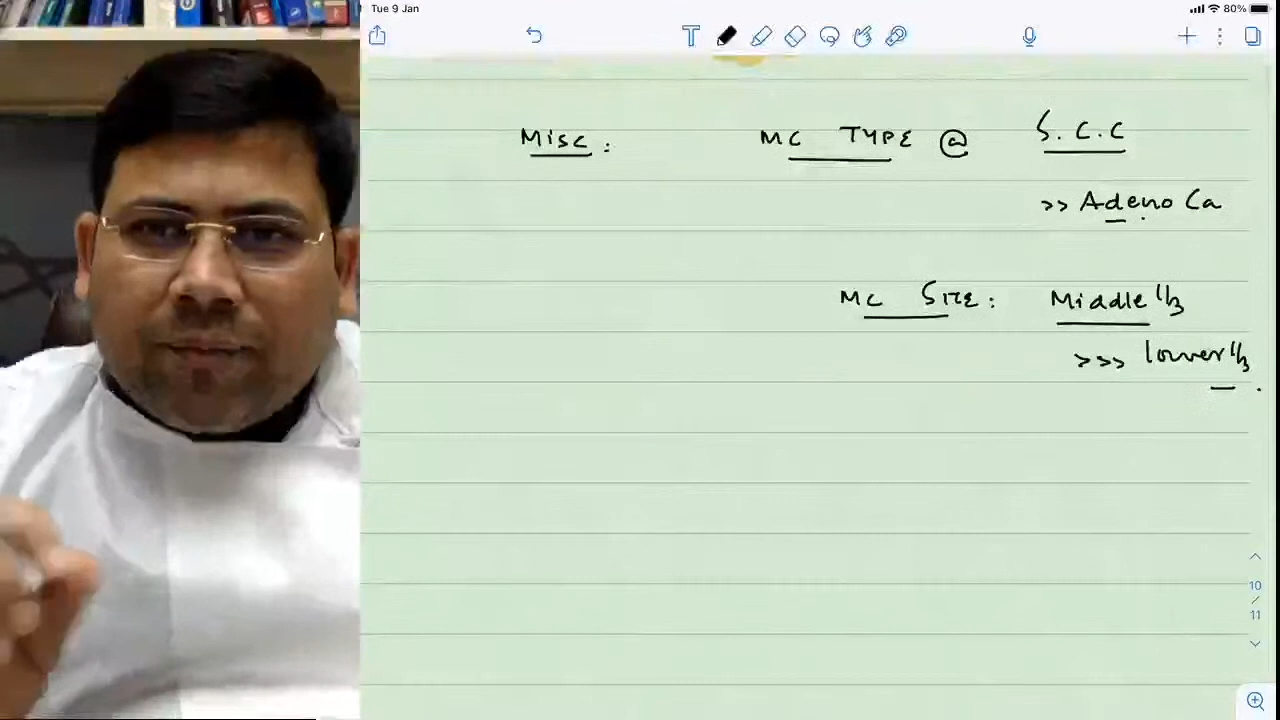 Tue 9 Jan
80%
T
Misc :
MC TYPE @ S.C.C
>> Adeno Ca
MC SITE : Middle 1/3
>>> lower 1/3
10
/
11